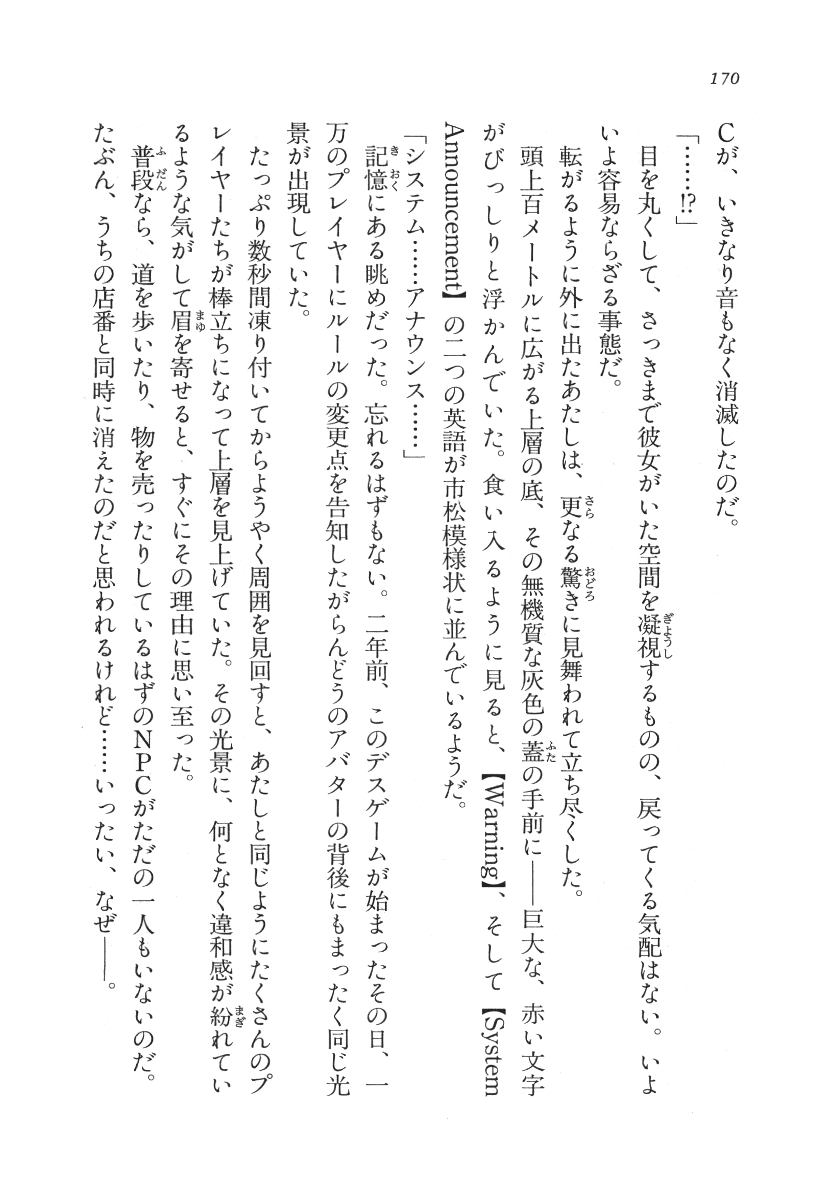 170
Cが、いきなり音もなく消滅したのだ。
「……!?」
目を丸くして、さっきまで彼女がいた空間を凝視するものの、戻ってくる気配はない。いよ
いよ容易ならざる事態だ。
転がるように外に出たあたしは、更なる驚きに見舞われて立ち尽くした。
頭上百メートルに広がる上層の底、その無機質な灰色の蓋の手前に――巨大な、赤い文字
がびっしりと浮かんでいた。食い入るように見ると、【Warning】、そして【System
Announcement】の二つの英語が市松模様状に並んでいるようだ。
「システム……アナウンス……」
記憶にある眺めだった。忘れるはずもない。二年前、このデスゲームが始まったその日、一
万のプレイヤーにルールの変更点を告知したがらんどうのアバターの背後にもまったく同じ光
景が出現していた。
たっぷり数秒間凍り付いてからようやく周囲を見回すと、あたしと同じようにたくさんのプ
レイヤーたちが棒立ちになって上層を見上げていた。その光景に、何となく違和感が紛れてい
るような気がして眉を寄せると、すぐにその理由に思い至った。
普段なら、道を歩いたり、物を売ったりしているはずのNPCがただの一人もいないのだ。
たぶん、うちの店番と同時に消えたのだと思われるけれど……いったい、なぜ――。